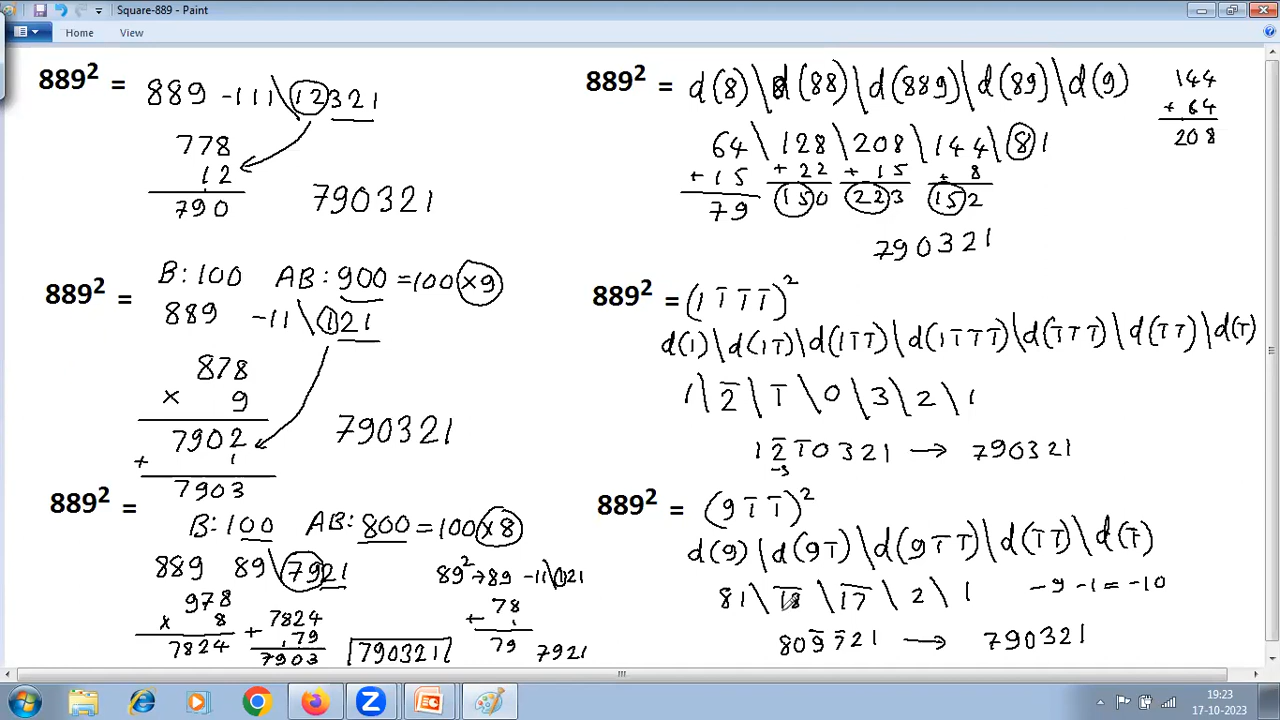 Square-889 - Paint
Home View
889² = 889 -111\12321
778
12
790
790321
889² = B:100 AB:900 = 100 ×9
889 -11\121
878
× 9
7902
+ 1
7903
790321
889² = B:100 AB:800 = 100 ×8
889 89\7921
978
× 8
7824
+ 7824
79
7903
790321
89² → 89 -11\121
78
+ 1
79 7921
889² = d(8)\d(88)\d(889)\d(89)\d(9)
64\128\208\144\81
+15 +22 +15 +8
79 150 223 152
790321
144
+ 64
208
889² = (11̅1̅1̅)²
d(1)\d(11̅)\d(11̅1̅)\d(11̅1̅1̅)\d(1̅1̅1̅)\d(1̅1̅)\d(1̅)
1\2̅\1̅\0\3\2\1
12̅1̅0321 → 790321
-3
889² = (91̅1̅)²
d(9)\d(91̅)\d(91̅1̅)\d(1̅1̅)\d(1̅)
81\1̅8̅\1̅7̅\2\1 -9 -1 = -10
809̅7̅21 → 790321
19:23
17-10-2023